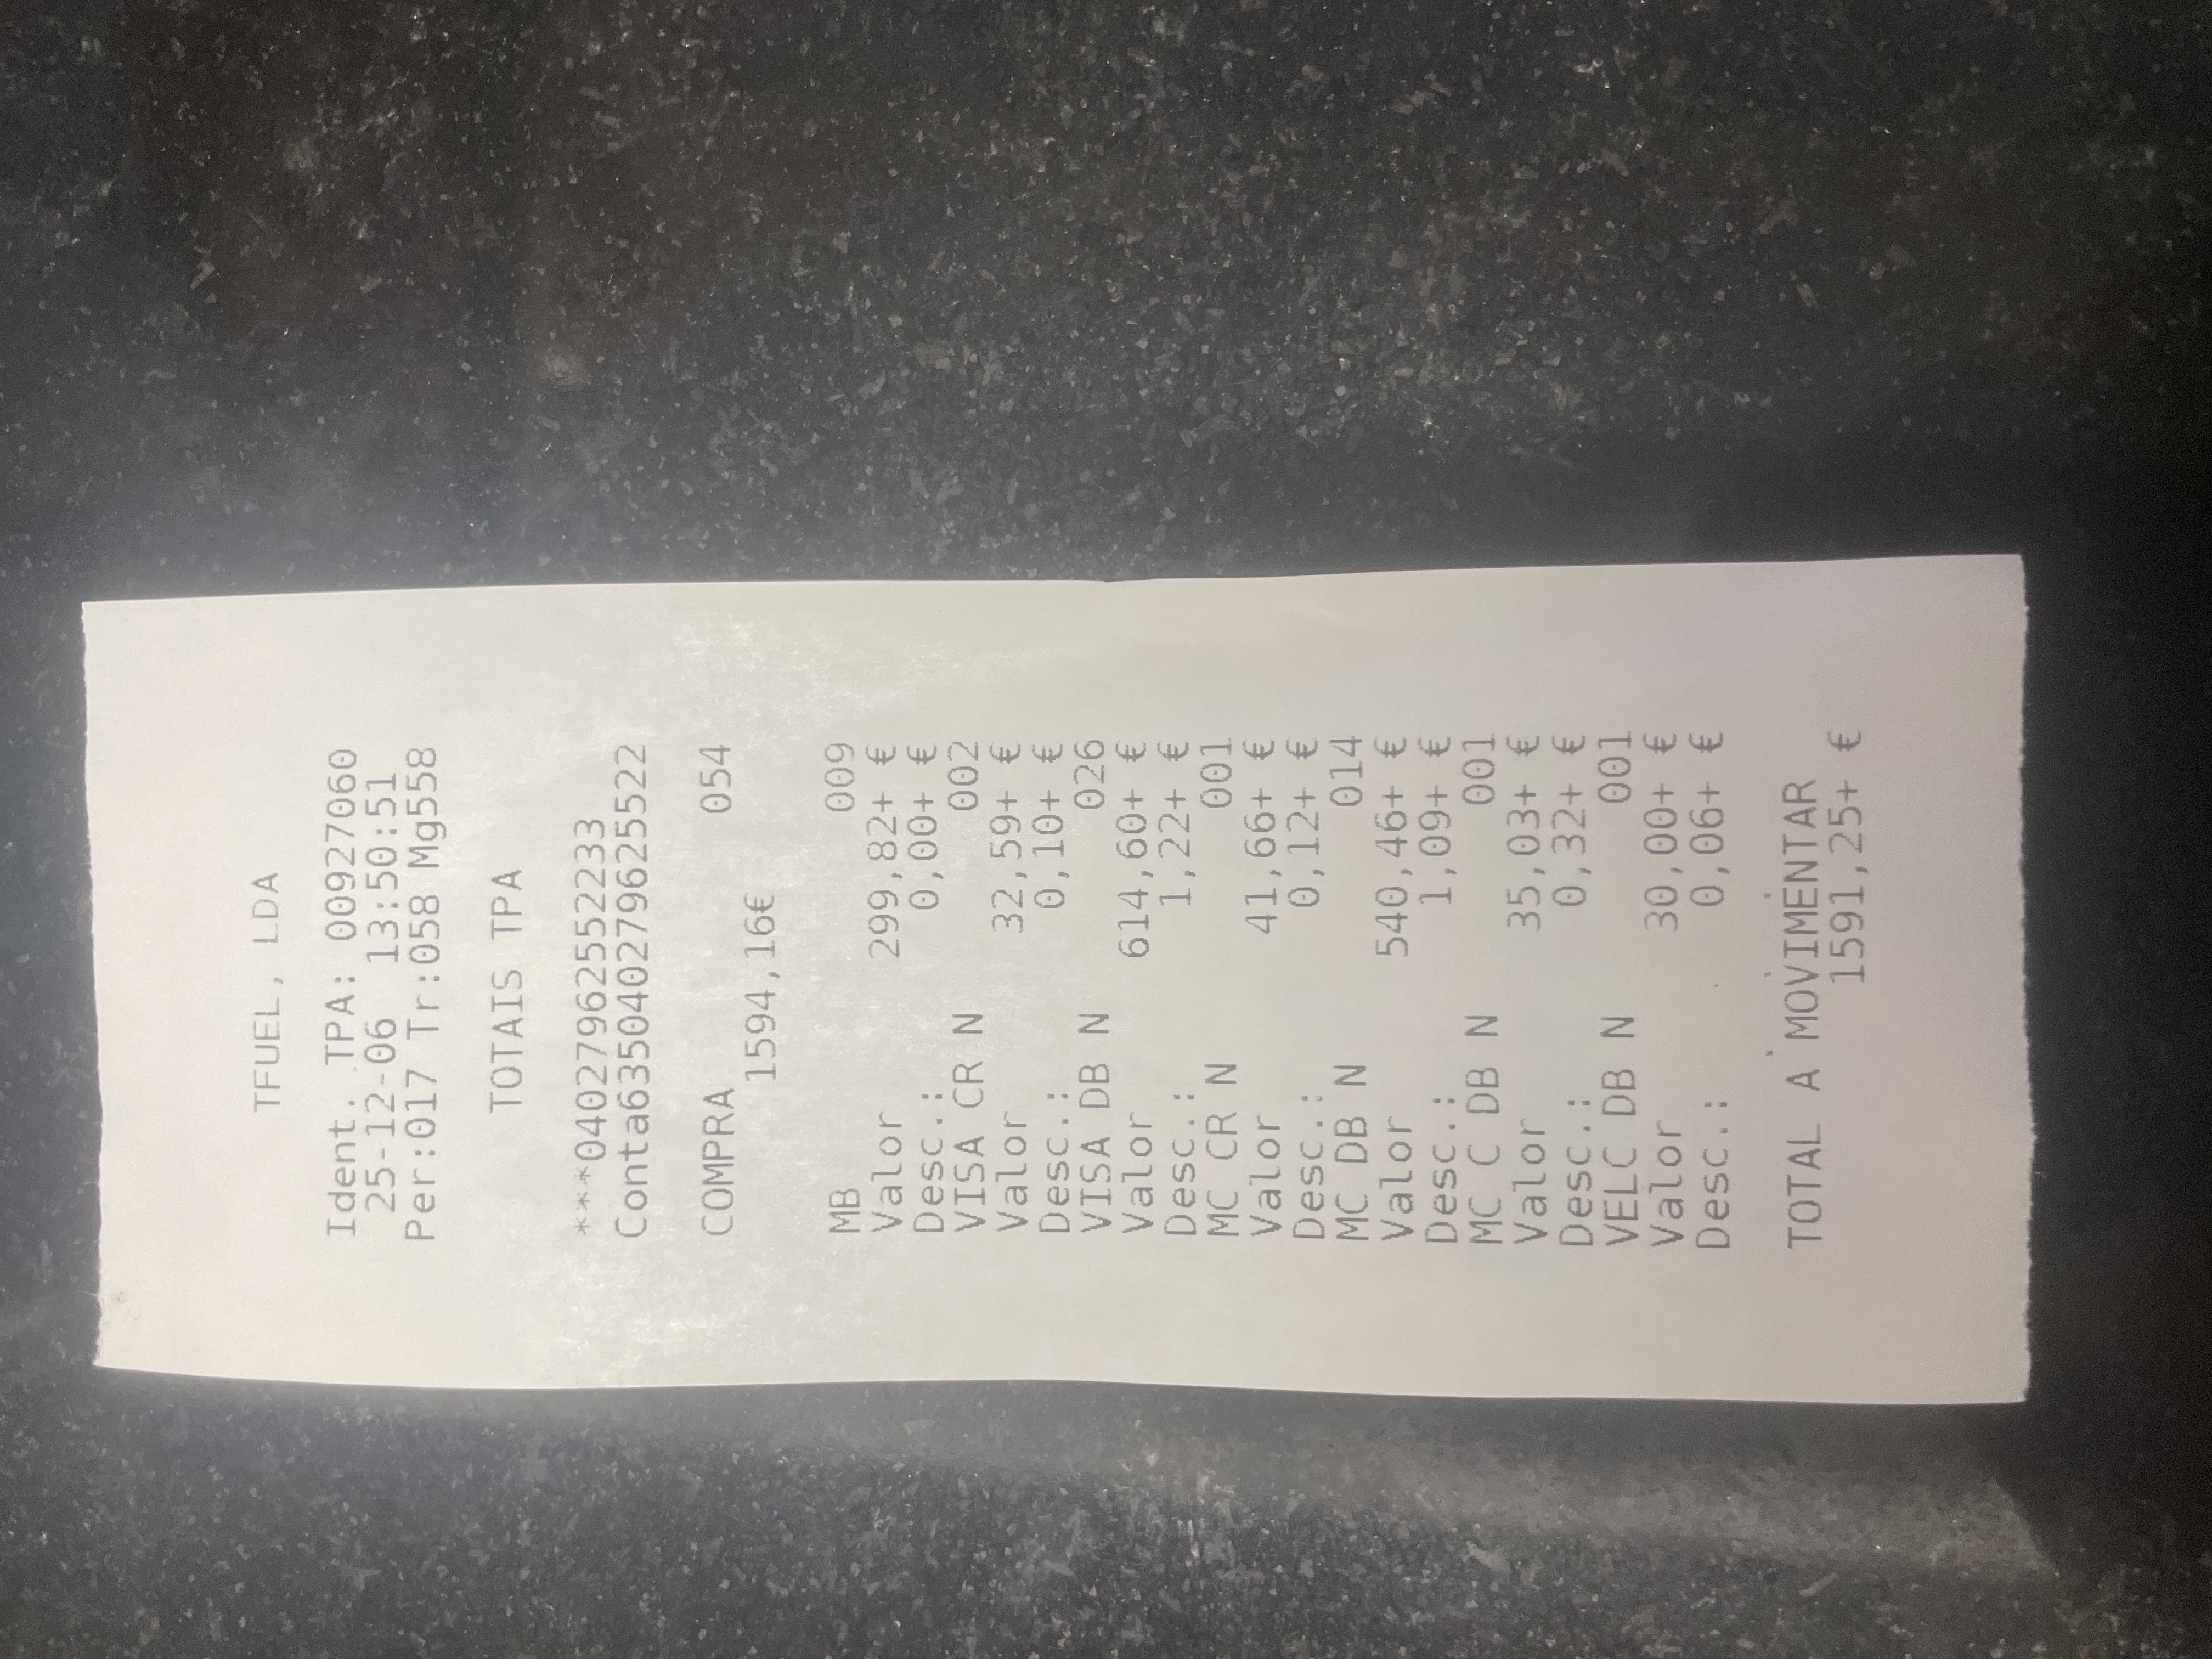 TFUEL, LDA
Ident. TPA: 00927060
25-12-06 13:50:51
Per:017 Tr:058 Mg558
TOTAIS TPA
***04027962552233
Conta6350402796255​22
COMPRA 054
1594,16€
MB 009
Valor 299,82+ €
Desc.: 0,00+ €
VISA CR N 002
Valor 32,59+ €
Desc.: 0,10+ €
VISA DB N 026
Valor 614,60+ €
Desc.: 1,22+ €
MC CR N 001
Valor 41,66+ €
Desc.: 0,12+ €
MC DB N 014
Valor 540,46+ €
Desc.: 1,09+ €
MC C DB N 001
Valor 35,03+ €
Desc.: 0,32+ €
VELC DB N 001
Valor 30,00+ €
Desc.: 0,06+ €
TOTAL A MOVIMENTAR
1591,25+ €